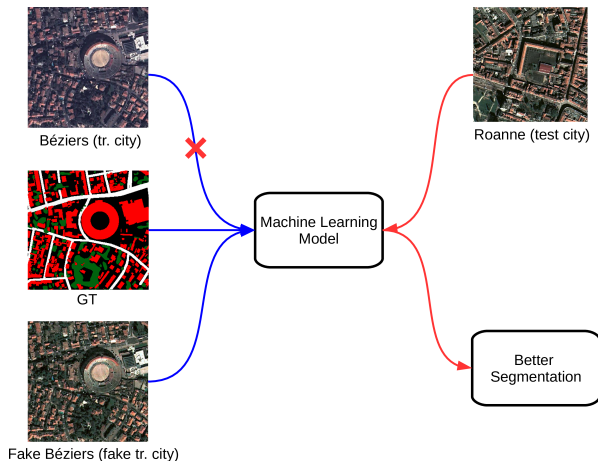 Béziers (tr. city)
Roanne (test city)
Machine Learning
Model
GT
Better
Segmentation
Fake Béziers (fake tr. city)